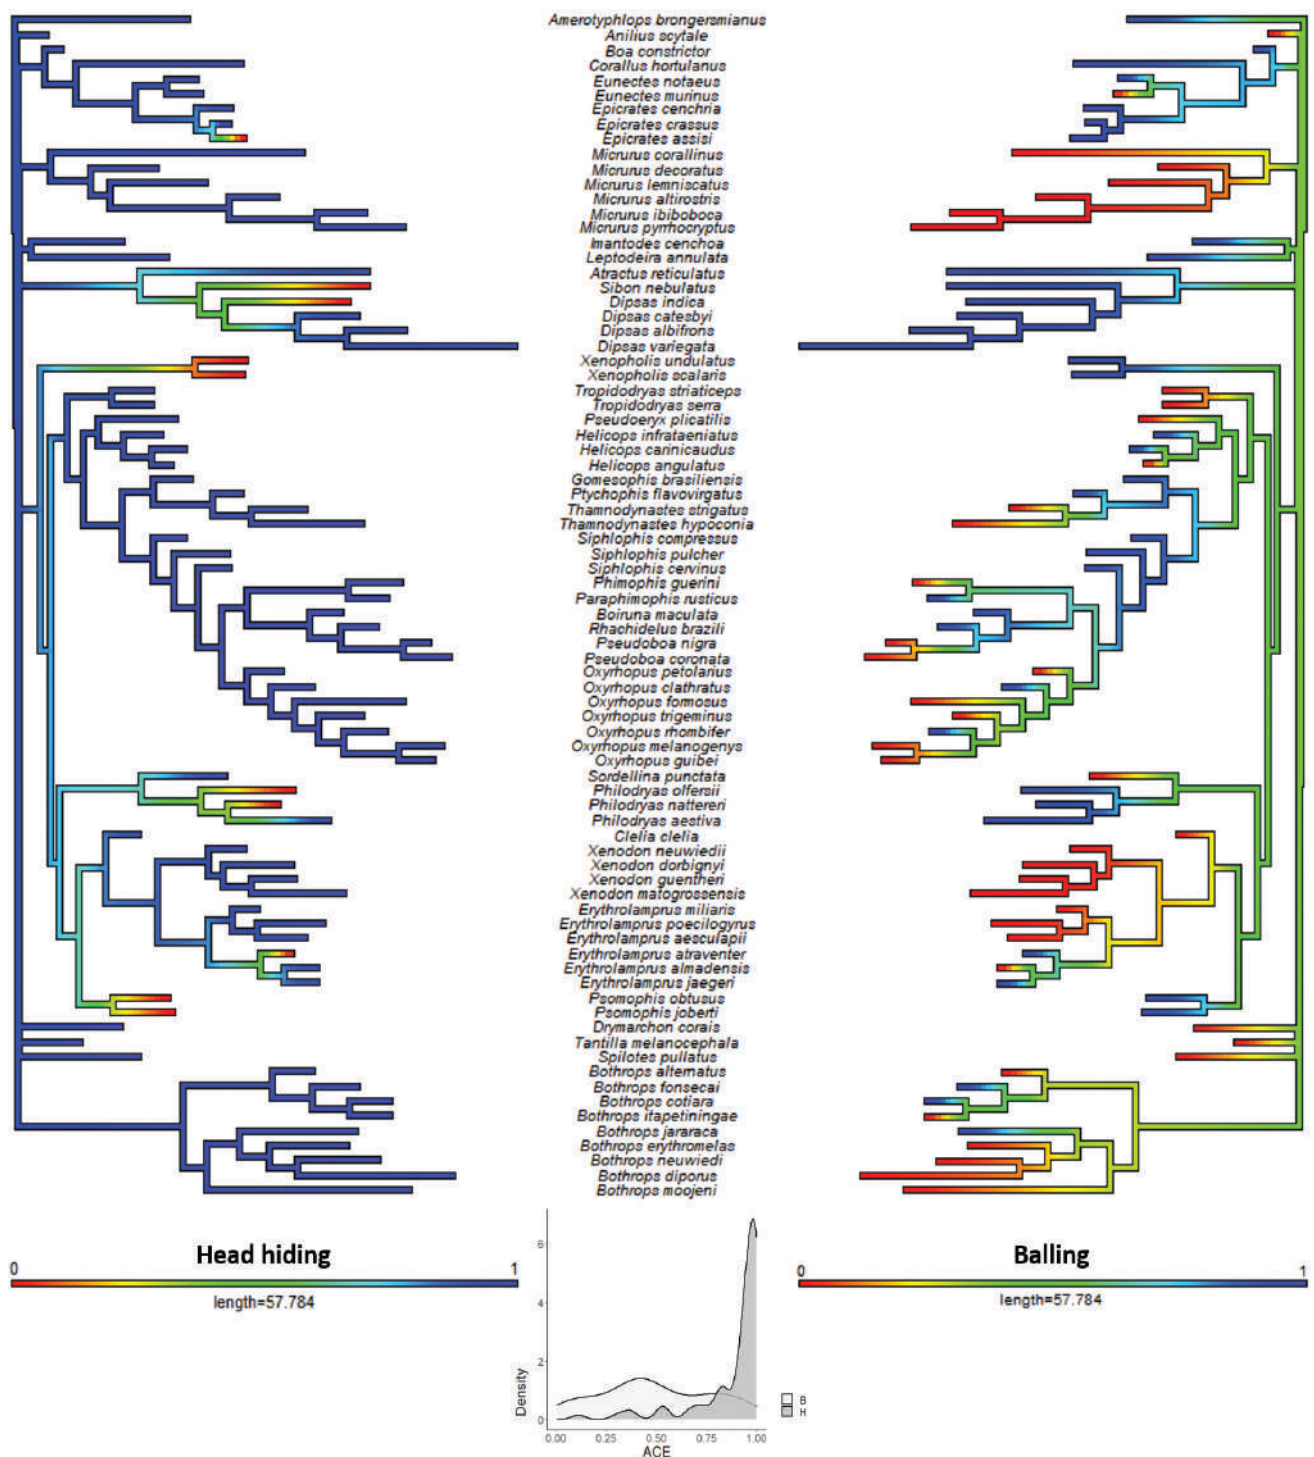 Amerotyphlops brongersmianus
Anilius scytale
Boa constrictor
Corallus hortulanus
Eunectes notaeus
Eunectes murinus
Epicrates cenchria
Epicrates crassus
Epicrates assisi
Micrurus corallinus
Micrurus decoratus
Micrurus lemniscatus
Micrurus altirostris
Micrurus ibiboboca
Micrurus pyrrhocryptus
Imantodes cenchoa
Leptodeira annulata
Atractus reticulatus
Sibon nebulatus
Dipsas indica
Dipsas catesbyi
Dipsas albifrons
Dipsas variegata
Xenopholis undulatus
Xenopholis scalaris
Tropidodryas striaticeps
Tropidodryas serra
Pseudoeryx plicatilis
Helicops infrataeniatus
Helicops carinicaudus
Helicops angulatus
Gomesophis brasiliensis
Ptychophis flavovirgatus
Thamnodynastes strigatus
Thamnodynastes hypoconia
Siphlophis compressus
Siphlophis pulcher
Siphlophis cervinus
Phimophis guerini
Paraphimophis rusticus
Boiruna maculata
Rhachidelus brazili
Pseudoboa nigra
Pseudoboa coronata
Oxyrhopus petolarius
Oxyrhopus clathratus
Oxyrhopus formosus
Oxyrhopus trigeminus
Oxyrhopus rhombifer
Oxyrhopus melanogenys
Oxyrhopus guibei
Sordellina punctata
Philodryas olfersii
Philodryas nattereri
Philodryas aestiva
Clelia clelia
Xenodon neuwiedii
Xenodon dorbignyi
Xenodon guentheri
Xenodon matogrossensis
Erythrolamprus miliaris
Erythrolamprus poecilogyrus
Erythrolamprus aesculapii
Erythrolamprus atraventer
Erythrolamprus almadensis
Erythrolamprus jaegeri
Psomophis obtusus
Psomophis joberti
Drymarchon corais
Tantilla melanocephala
Spilotes pullatus
Bothrops alternatus
Bothrops fonsecai
Bothrops cotiara
Bothrops itapetiningae
Bothrops jararaca
Bothrops erythromelas
Bothrops neuwiedi
Bothrops diporus
Bothrops moojeni
0 Head hiding 1
length=57.784
0 Balling 1
length=57.784
Density
6
4
2
0
0.00 0.25 0.50 0.75 1.00
ACE
B
H